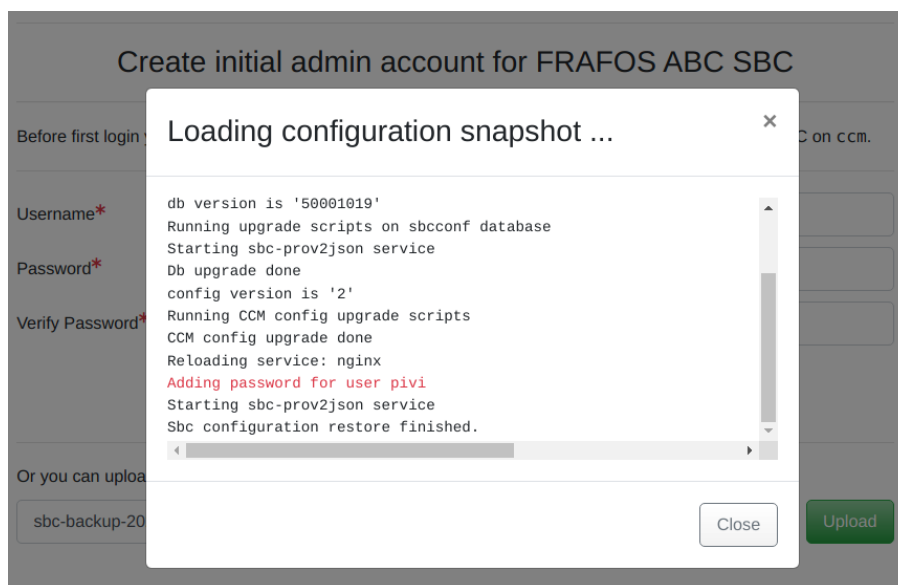 Create initial admin account for FRAFOS ABC SBC
Before first login
C on ccm.
Loading configuration snapshot ...
×
Username*
Password*
Verify Password*
db version is '50001019'
Running upgrade scripts on sbcconf database
Starting sbc-prov2json service
Db upgrade done
config version is '2'
Running CCM config upgrade scripts
CCM config upgrade done
Reloading service: nginx
Adding password for user pivi
Starting sbc-prov2json service
Sbc configuration restore finished.
Or you can uploa
sbc-backup-20
Upload
Close